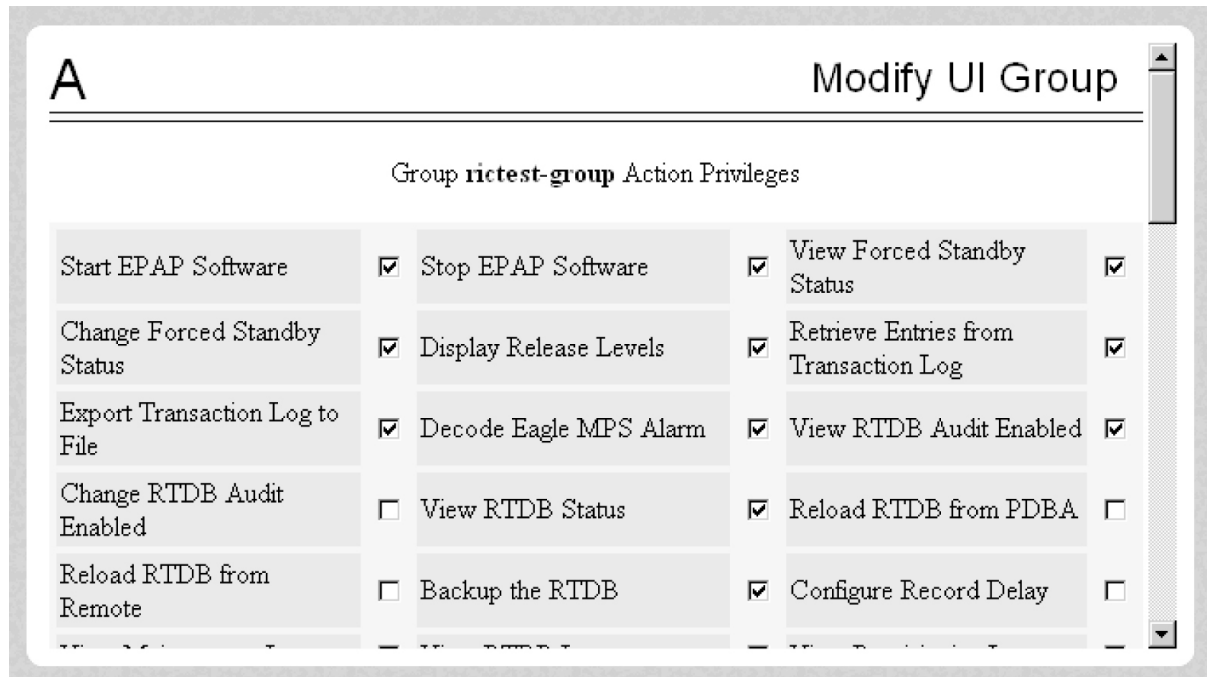 A
Modify UI Group
Group rictest-group Action Privileges
Start EPAP Software
Stop EPAP Software
View Forced Standby
Status
Change Forced Standby
Status
Display Release Levels
Retrieve Entries from
Transaction Log
Export Transaction Log to
File
Decode Eagle MPS Alarm
View RTDB Audit Enabled
Change RTDB Audit
Enabled
View RTDB Status
Reload RTDB from PDBA
Reload RTDB from
Remote
Backup the RTDB
Configure Record Delay